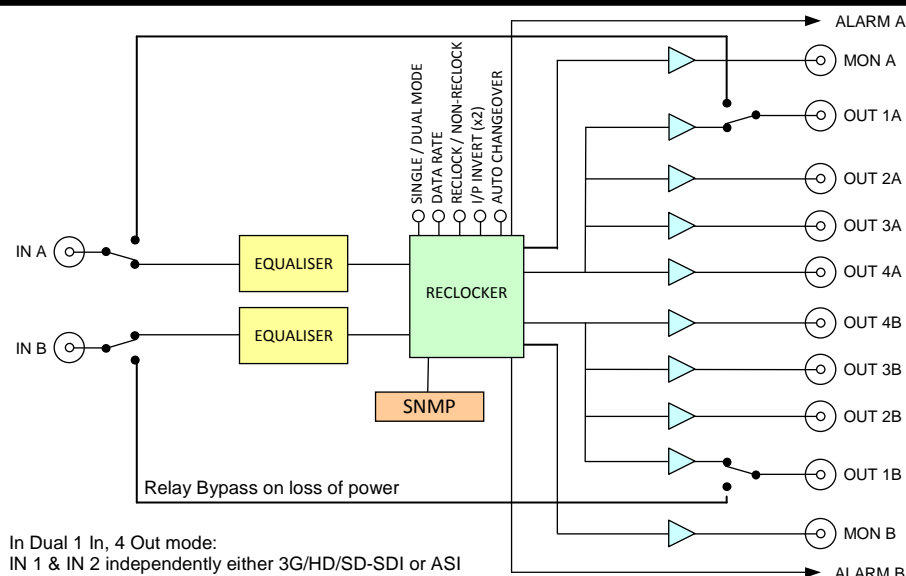 ALARM A
MON A
SINGLE / DUAL MODE
DATA RATE
RECLOCK / NON-RECLOCK
I/P INVERT (x2)
AUTO CHANGEOVER
OUT 1A
OUT 2A
OUT 3A
IN A
EQUALISER
RECLOCKER
OUT 4A
IN B
EQUALISER
OUT 4B
OUT 3B
SNMP
OUT 2B
Relay Bypass on loss of power
OUT 1B
MON B
In Dual 1 In, 4 Out mode:
IN 1 & IN 2 independently either 3G/HD/SD-SDI or ASI
ALARM B